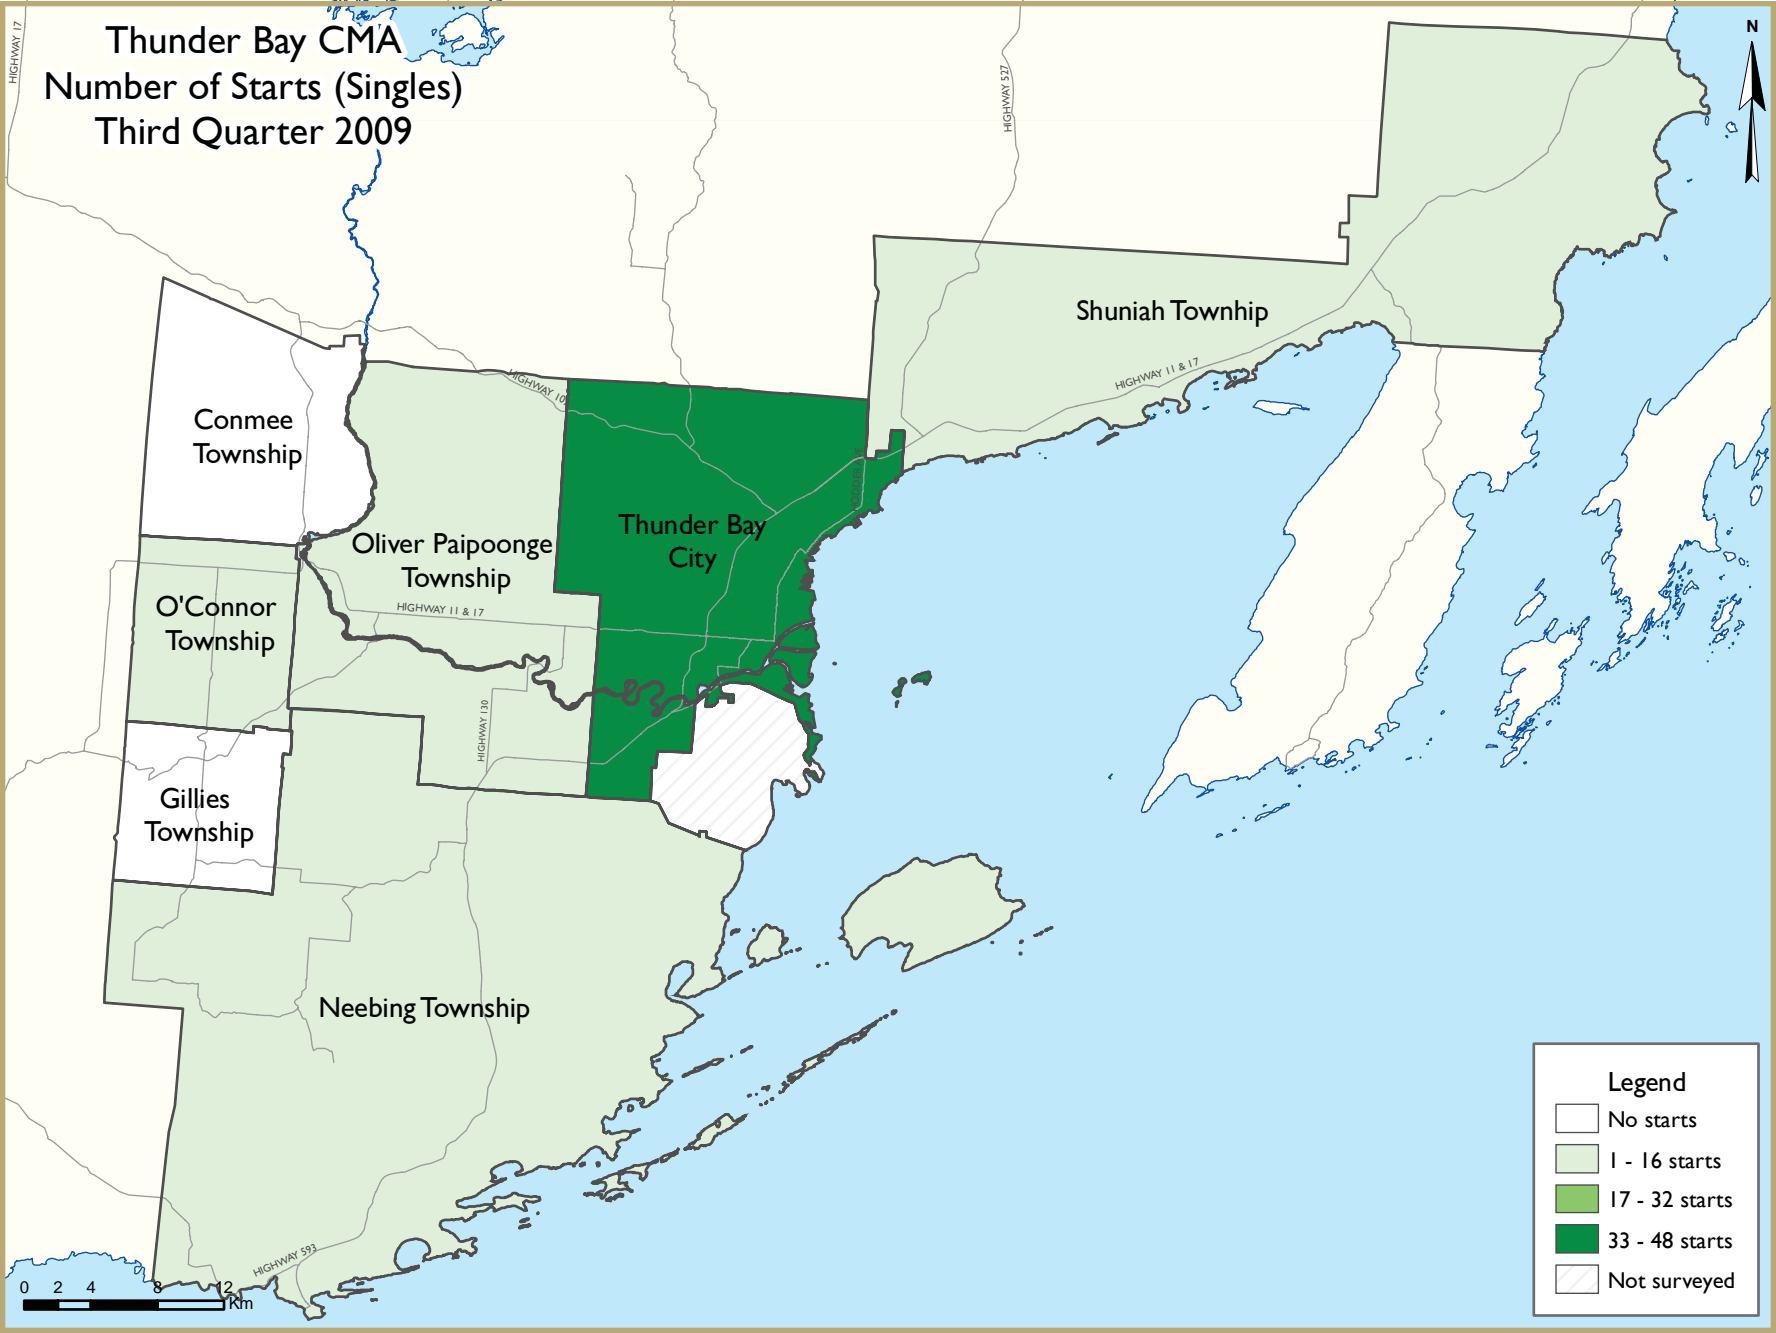 Thunder Bay CMA
Number of Starts (Singles)
Third Quarter 2009
HIGHWAY 17
HIGHWAY 527
N
Shuniah Townhip
HIGHWAY 11 & 17
HIGHWAY 10
Conmee
Township
Thunder Bay
City
Oliver Paipoonge
Township
HIGHWAY 11 & 17
O'Connor
Township
HIGHWAY 130
Gillies
Township
Neebing Township
HIGHWAY 593
0 2 4 8 12
Km
Legend
No starts
1 - 16 starts
17 - 32 starts
33 - 48 starts
Not surveyed